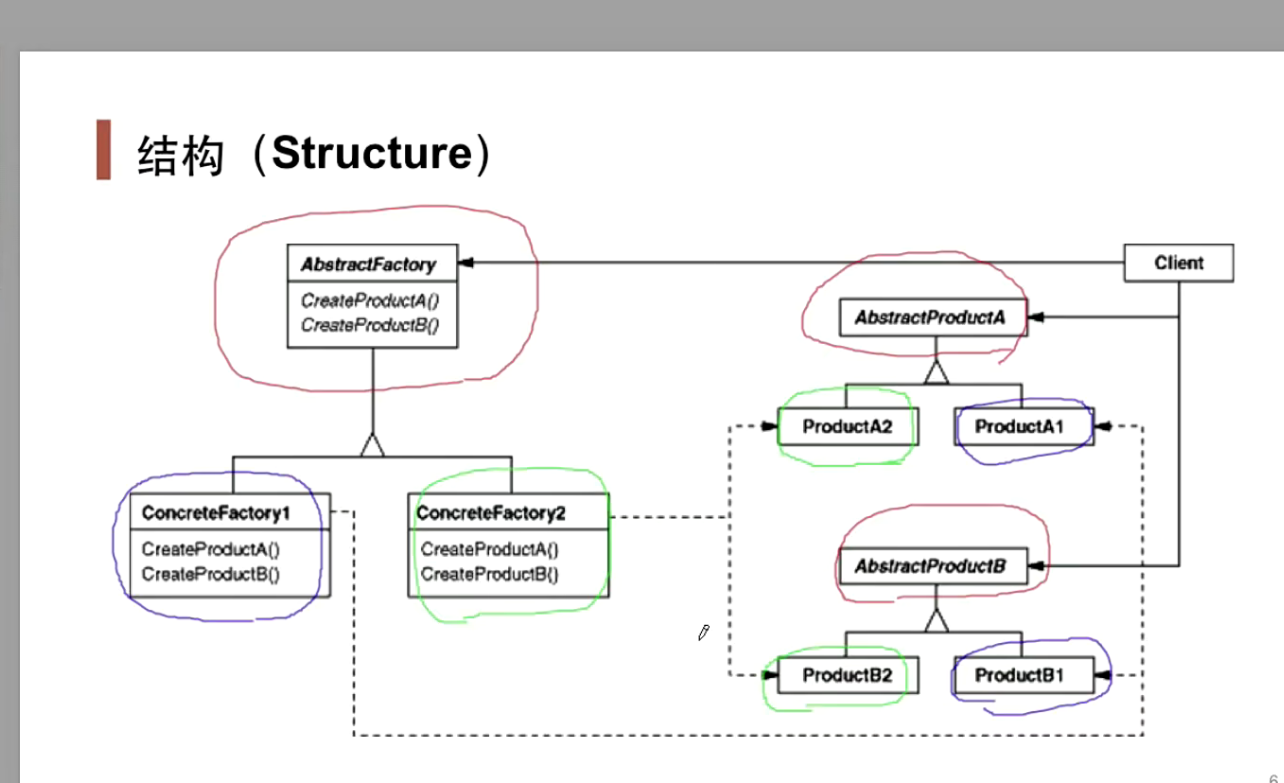 结构（Structure）
AbstractFactory
CreateProductA()
CreateProductB()
Client
AbstractProductA
ProductA2
ProductA1
ConcreteFactory1
CreateProductA()
CreateProductB()
ConcreteFactory2
CreateProductA()
CreateProductB()
AbstractProductB
ProductB2
ProductB1